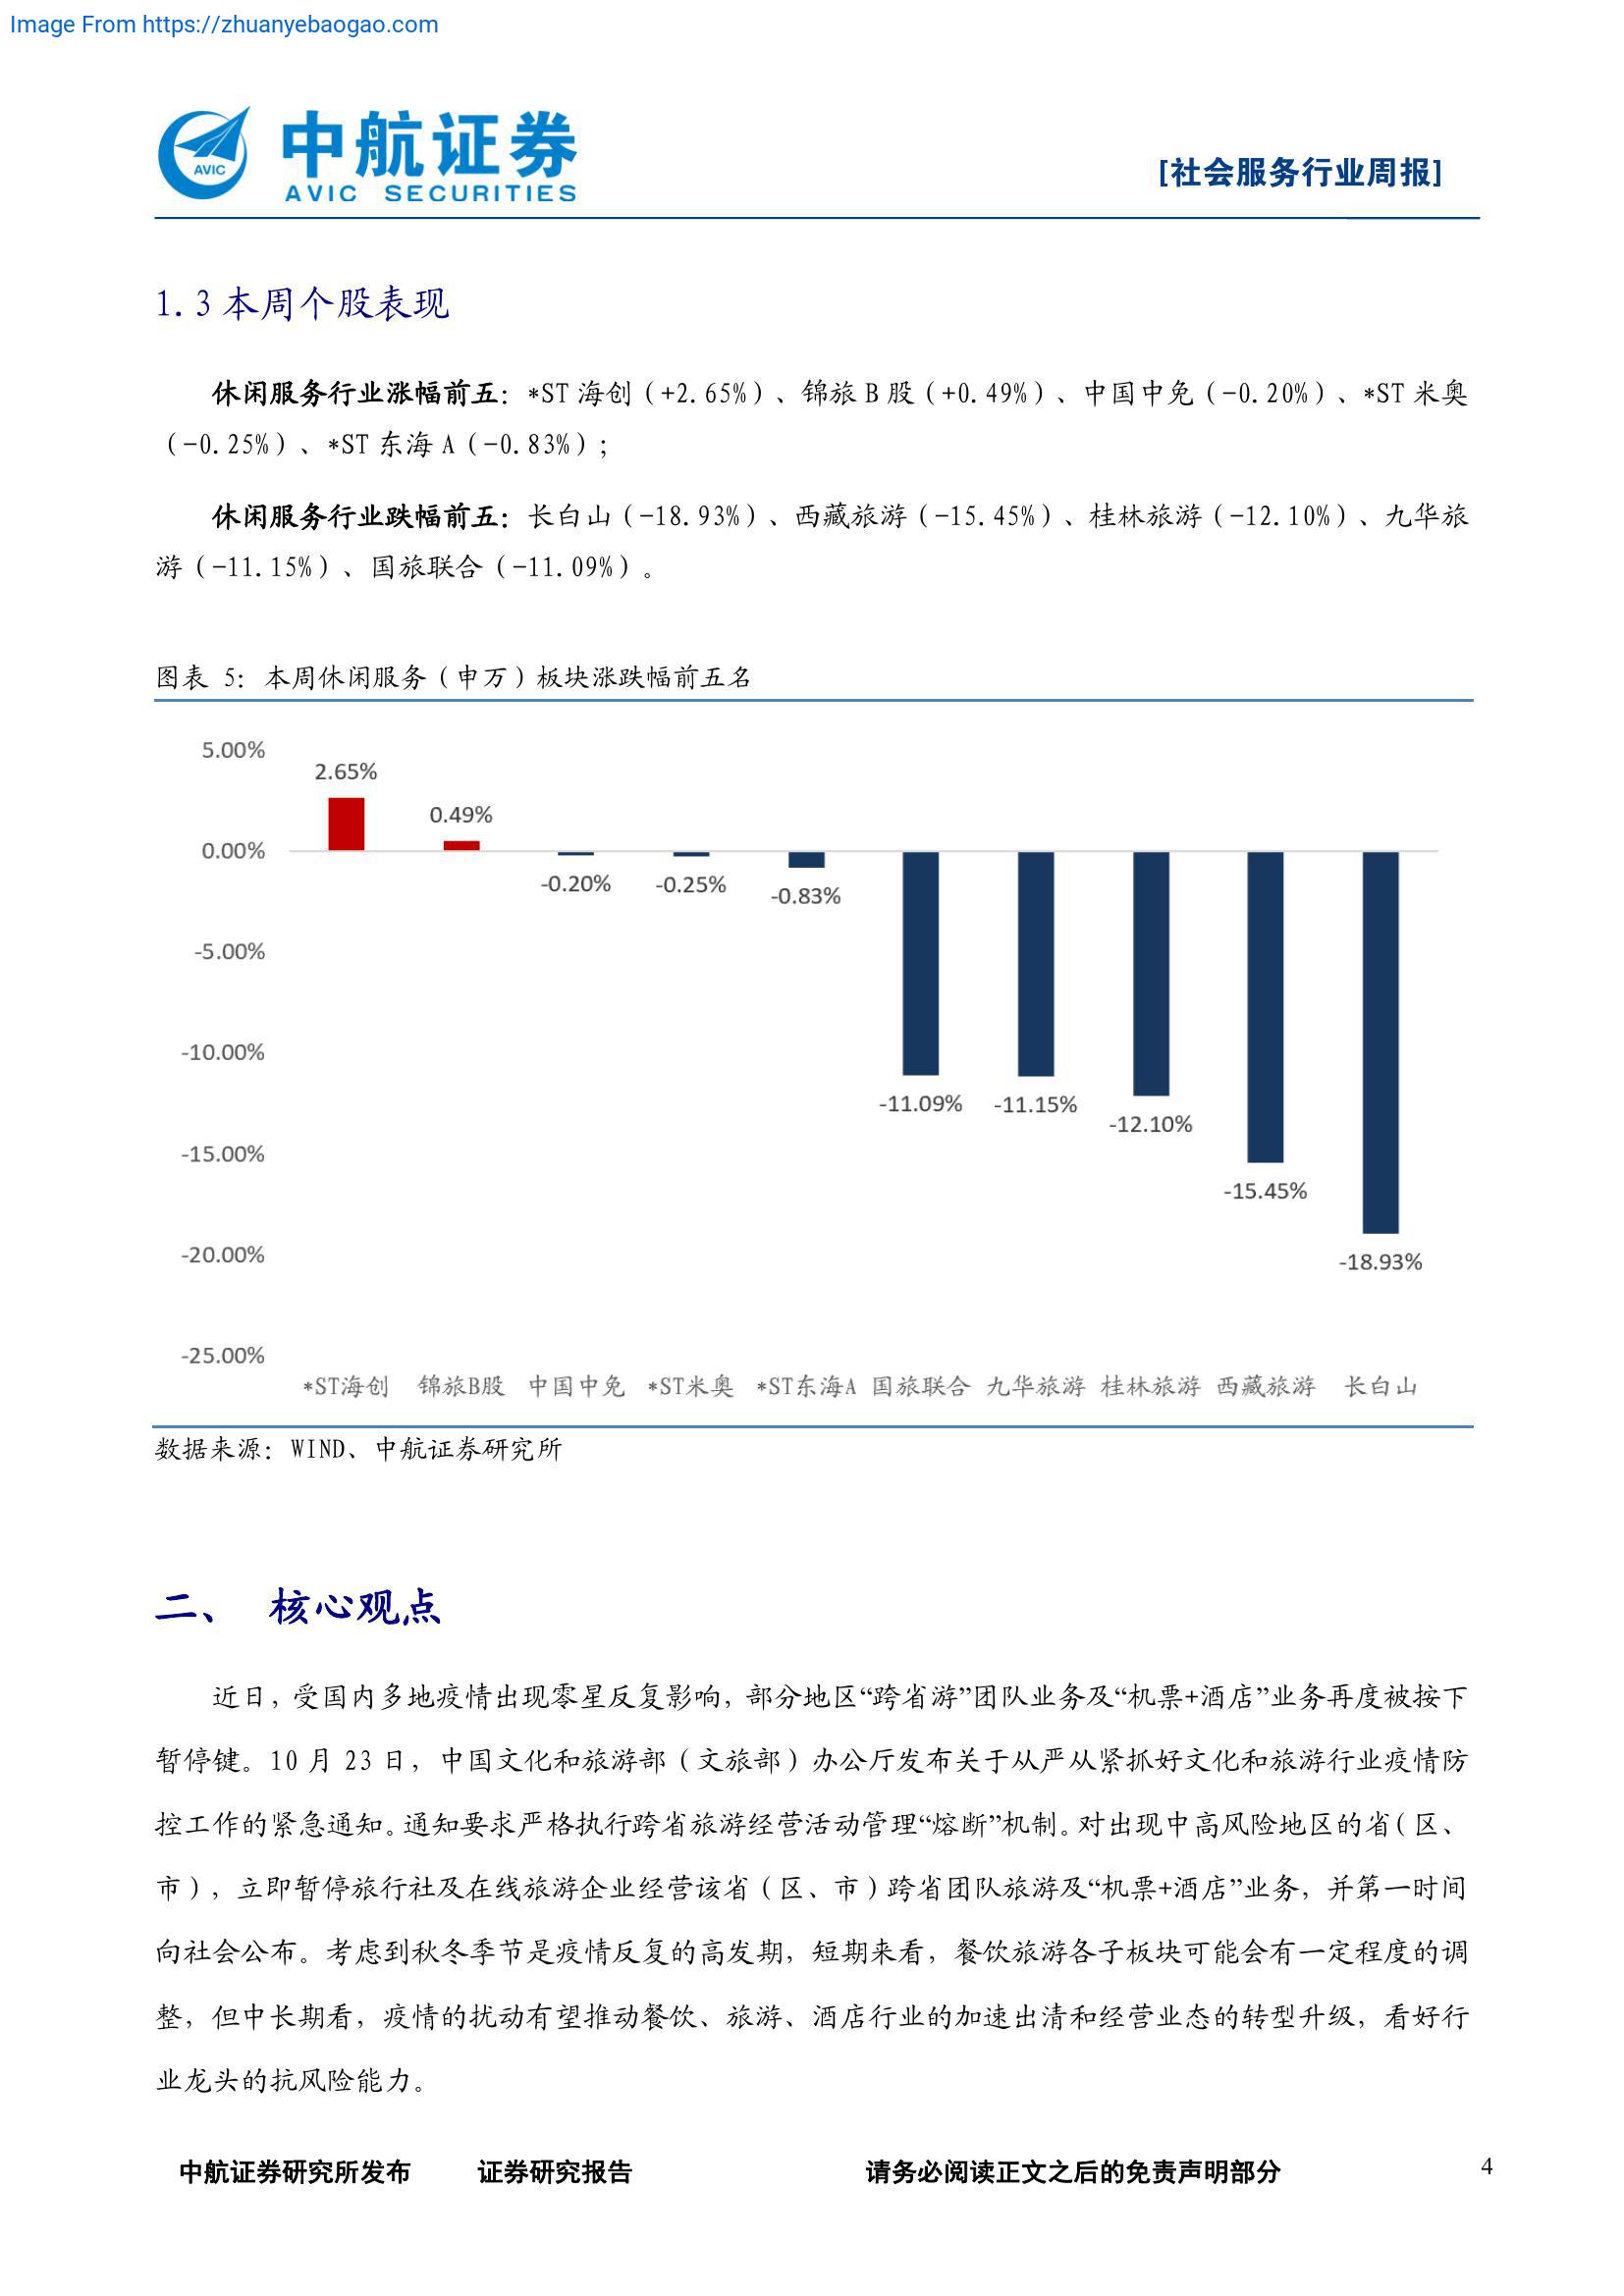 Image From https://zhuanyebaogao.com
AVIC
中航证券
AVIC SECURITIES
[社会服务行业周报]
1.3 本周个股表现
休闲服务行业涨幅前五：*ST 海创（+2.65%）、锦旅 B 股（+0.49%）、中国中免（-0.20%）、*ST 米奥
（-0.25%）、*ST 东海 A（-0.83%）；
休闲服务行业跌幅前五：长白山（-18.93%）、西藏旅游（-15.45%）、桂林旅游（-12.10%）、九华旅
游（-11.15%）、国旅联合（-11.09%）。
图表 5：本周休闲服务（申万）板块涨跌幅前五名
5.00%
2.65%
0.49%
0.00%
-0.20%
-0.25%
-0.83%
-5.00%
-10.00%
-11.09%
-11.15%
-12.10%
-15.00%
-15.45%
-20.00%
-18.93%
-25.00%
*ST海创 锦旅B股 中国中免 *ST米奥 *ST东海A 国旅联合 九华旅游 桂林旅游 西藏旅游 长白山
数据来源：WIND、中航证券研究所
二、 核心观点
近日，受国内多地疫情出现零星反复影响，部分地区“跨省游”团队业务及“机票+酒店”业务再度被按下
暂停键。10 月 23 日，中国文化和旅游部（文旅部）办公厅发布关于从严从紧抓好文化和旅游行业疫情防
控工作的紧急通知。通知要求严格执行跨省旅游经营活动管理“熔断”机制。对出现中高风险地区的省（区、
市），立即暂停旅行社及在线旅游企业经营该省（区、市）跨省团队旅游及“机票+酒店”业务，并第一时间
向社会公布。考虑到秋冬季节是疫情反复的高发期，短期来看，餐饮旅游各子板块可能会有一定程度的调
整，但中长期看，疫情的扰动有望推动餐饮、旅游、酒店行业的加速出清和经营业态的转型升级，看好行
业龙头的抗风险能力。
中航证券研究所发布 证券研究报告 请务必阅读正文之后的免责声明部分 4